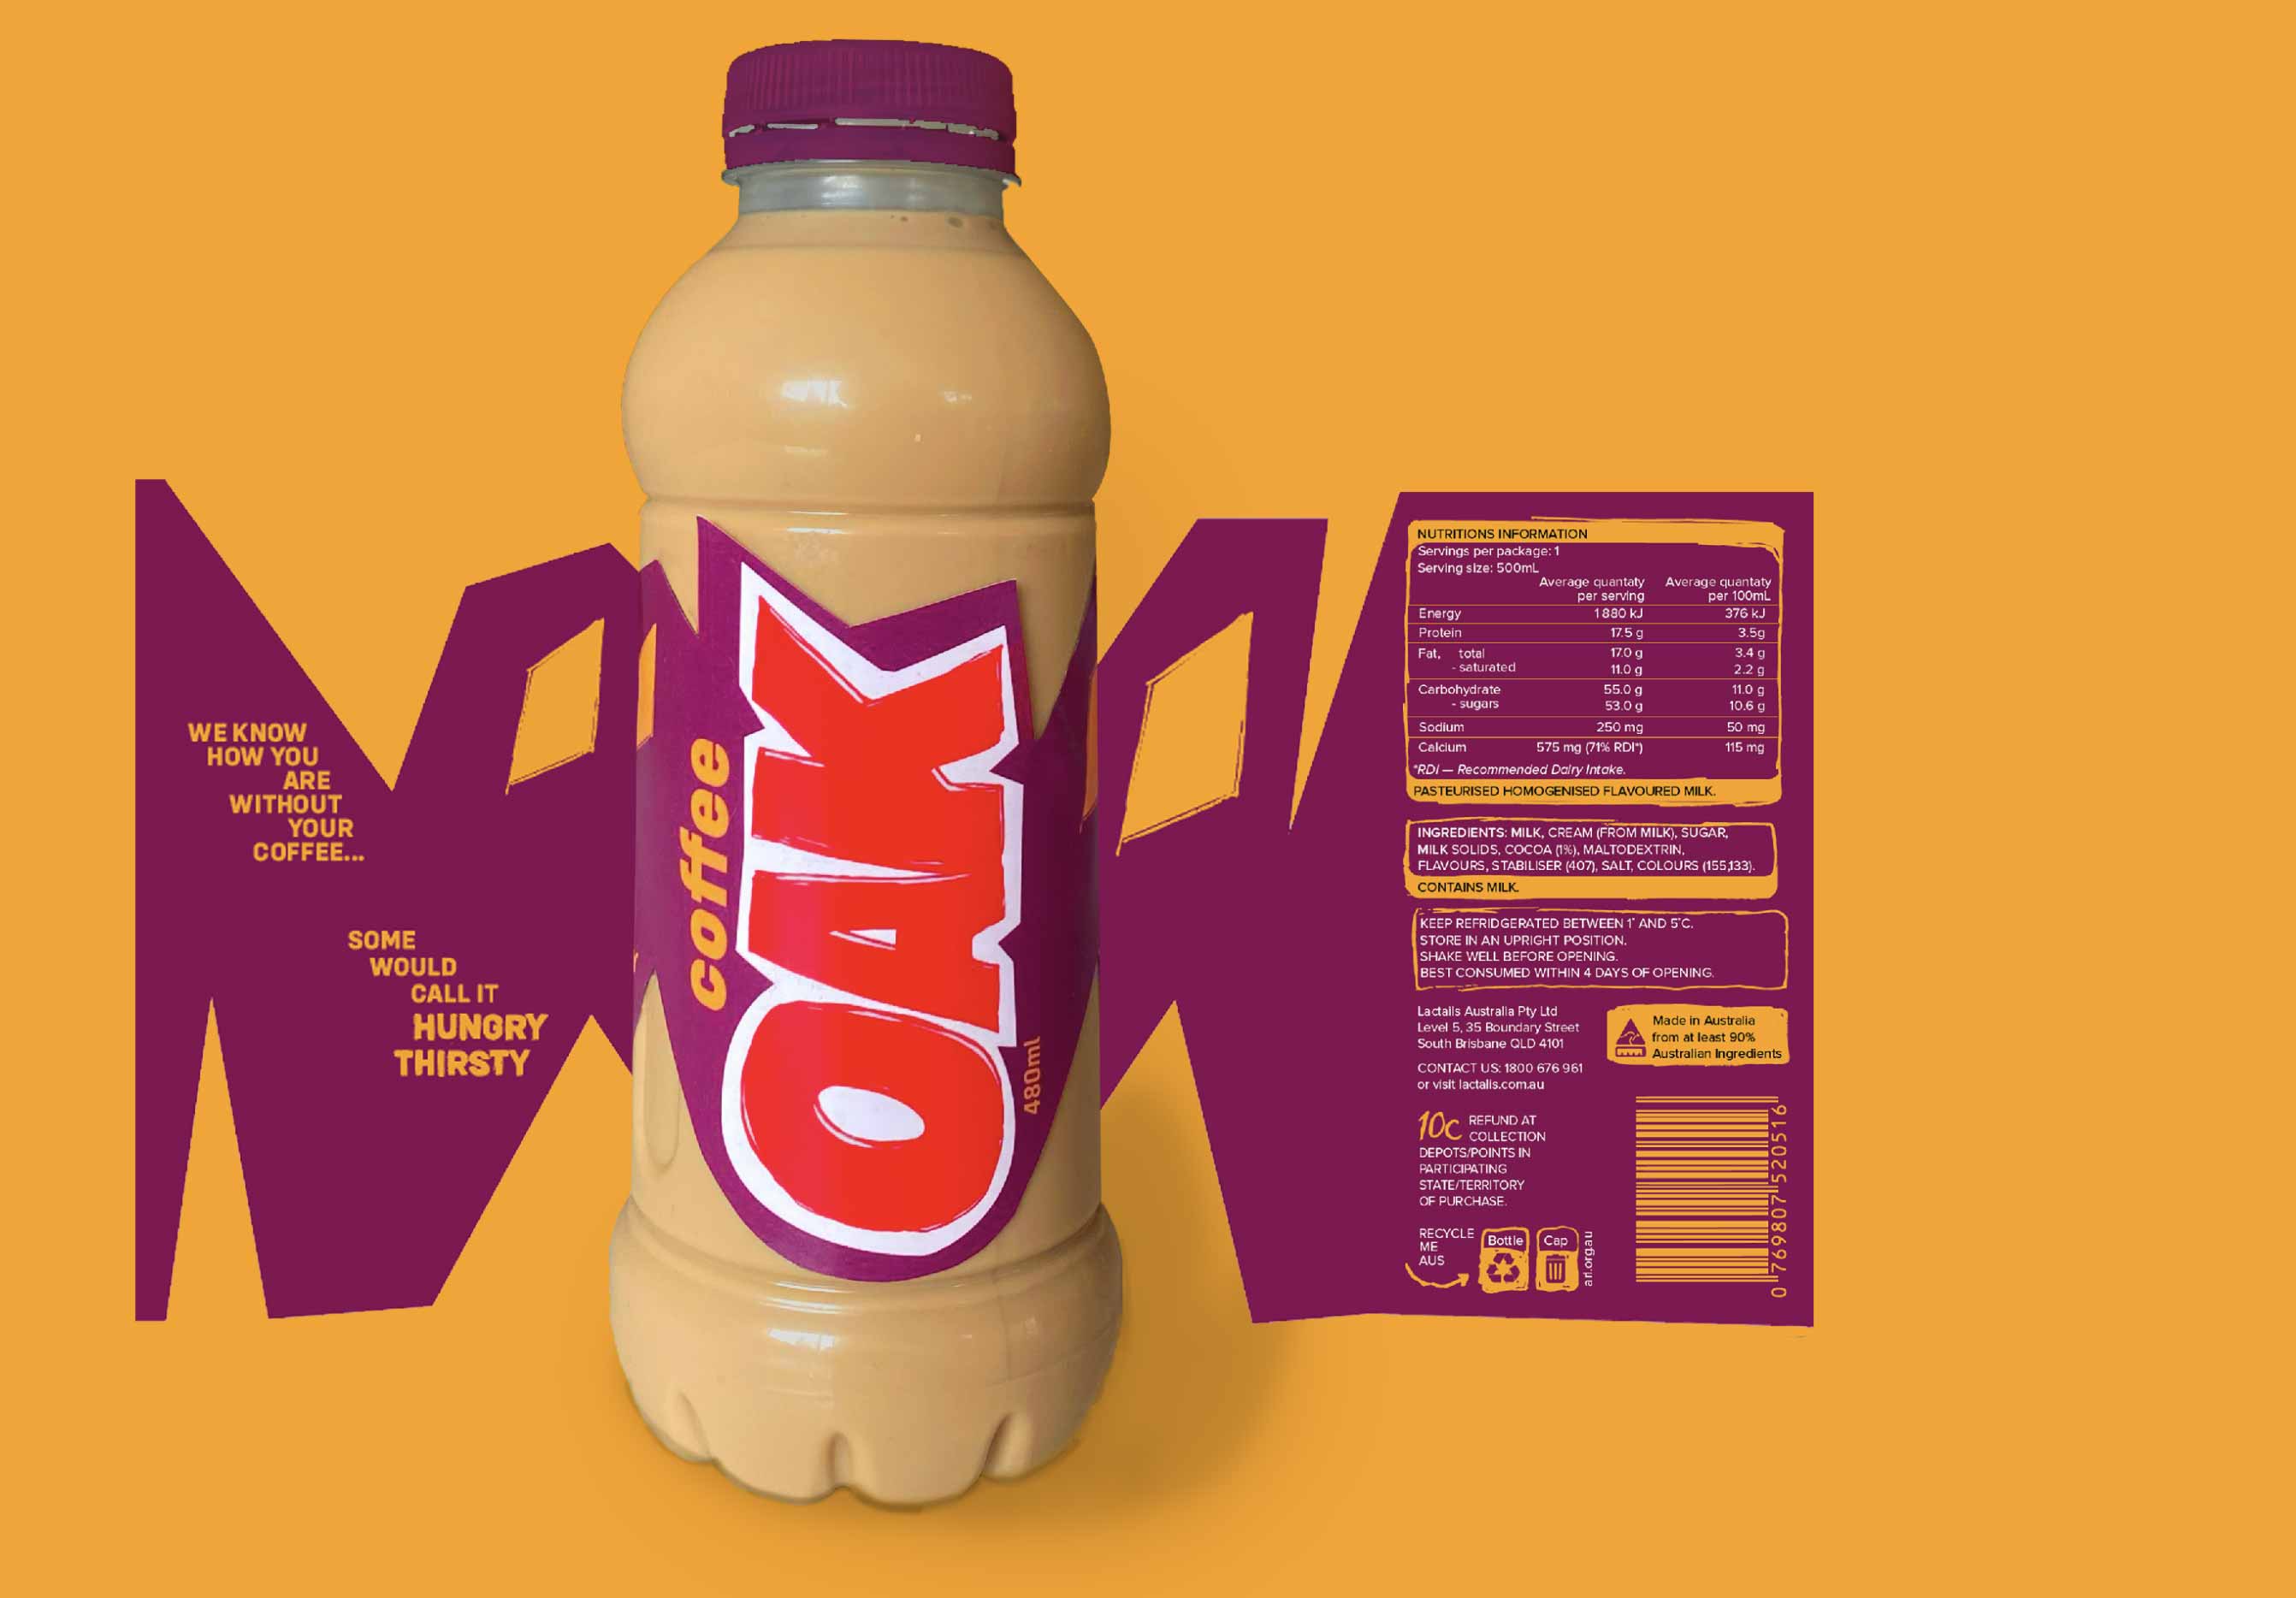 WE KNOW
HOW YOU
ARE
WITHOUT
YOUR
COFFEE...
SOME
WOULD
CALL IT
HUNGRY
THIRSTY
coffee
OAK
480ml
NUTRITIONS INFORMATION
Servings per package: 1
Serving size: 500mL
Average quantaty per serving Average quantaty per 100mL
Energy 1880 kJ 376 kJ
Protein 17.5 g 3.5g
Fat, total 17.0 g 3.4 g
- saturated 11.0 g 2.2 g
Carbohydrate 55.0 g 11.0 g
- sugars 53.0 g 10.6 g
Sodium 250 mg 50 mg
Calcium 575 mg (71% RDI*) 115 mg
*RDI — Recommended Dairy Intake.
PASTEURISED HOMOGENISED FLAVOURED MILK.
INGREDIENTS: MILK, CREAM (FROM MILK), SUGAR,
MILK SOLIDS, COCOA (1%), MALTODEXTRIN,
FLAVOURS, STABILISER (407), SALT, COLOURS (155,133).
CONTAINS MILK.
KEEP REFRIDGERATED BETWEEN 1° AND 5°C.
STORE IN AN UPRIGHT POSITION.
SHAKE WELL BEFORE OPENING.
BEST CONSUMED WITHIN 4 DAYS OF OPENING.
Lactalis Australia Pty Ltd
Level 5, 35 Boundary Street
South Brisbane QLD 4101
CONTACT US: 1800 676 961
or visit lactalis.com.au
Made in Australia
from at least 90%
Australian Ingredients
10c REFUND AT
COLLECTION
DEPOTS/POINTS IN
PARTICIPATING
STATE/TERRITORY
OF PURCHASE.
RECYCLE
ME
AUS
Bottle
Cap
arl.org.au
0 769807 520516